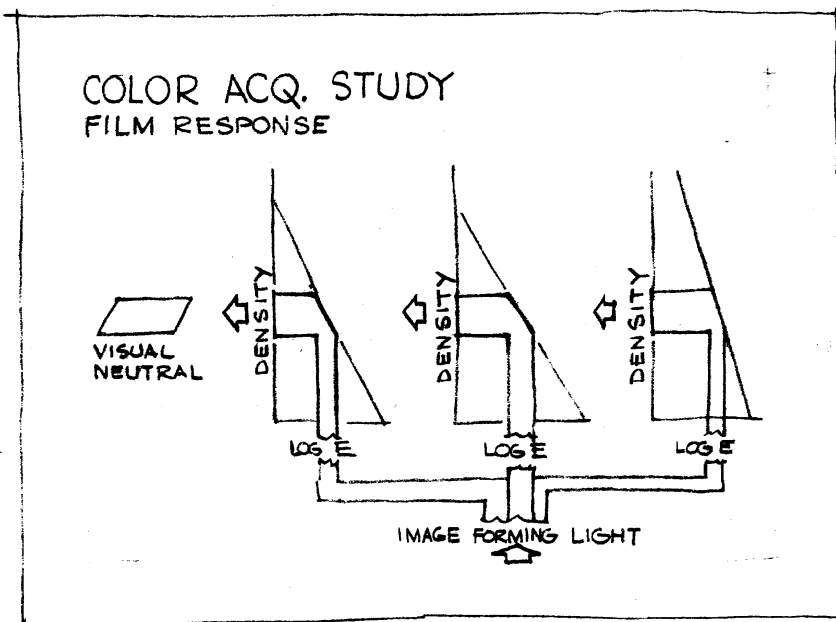 COLOR ACQ. STUDY
FILM RESPONSE
DENSITY
DENSITY
DENSITY
VISUAL
NEUTRAL
LOG E
LOG E
LOG E
IMAGE FORMING LIGHT